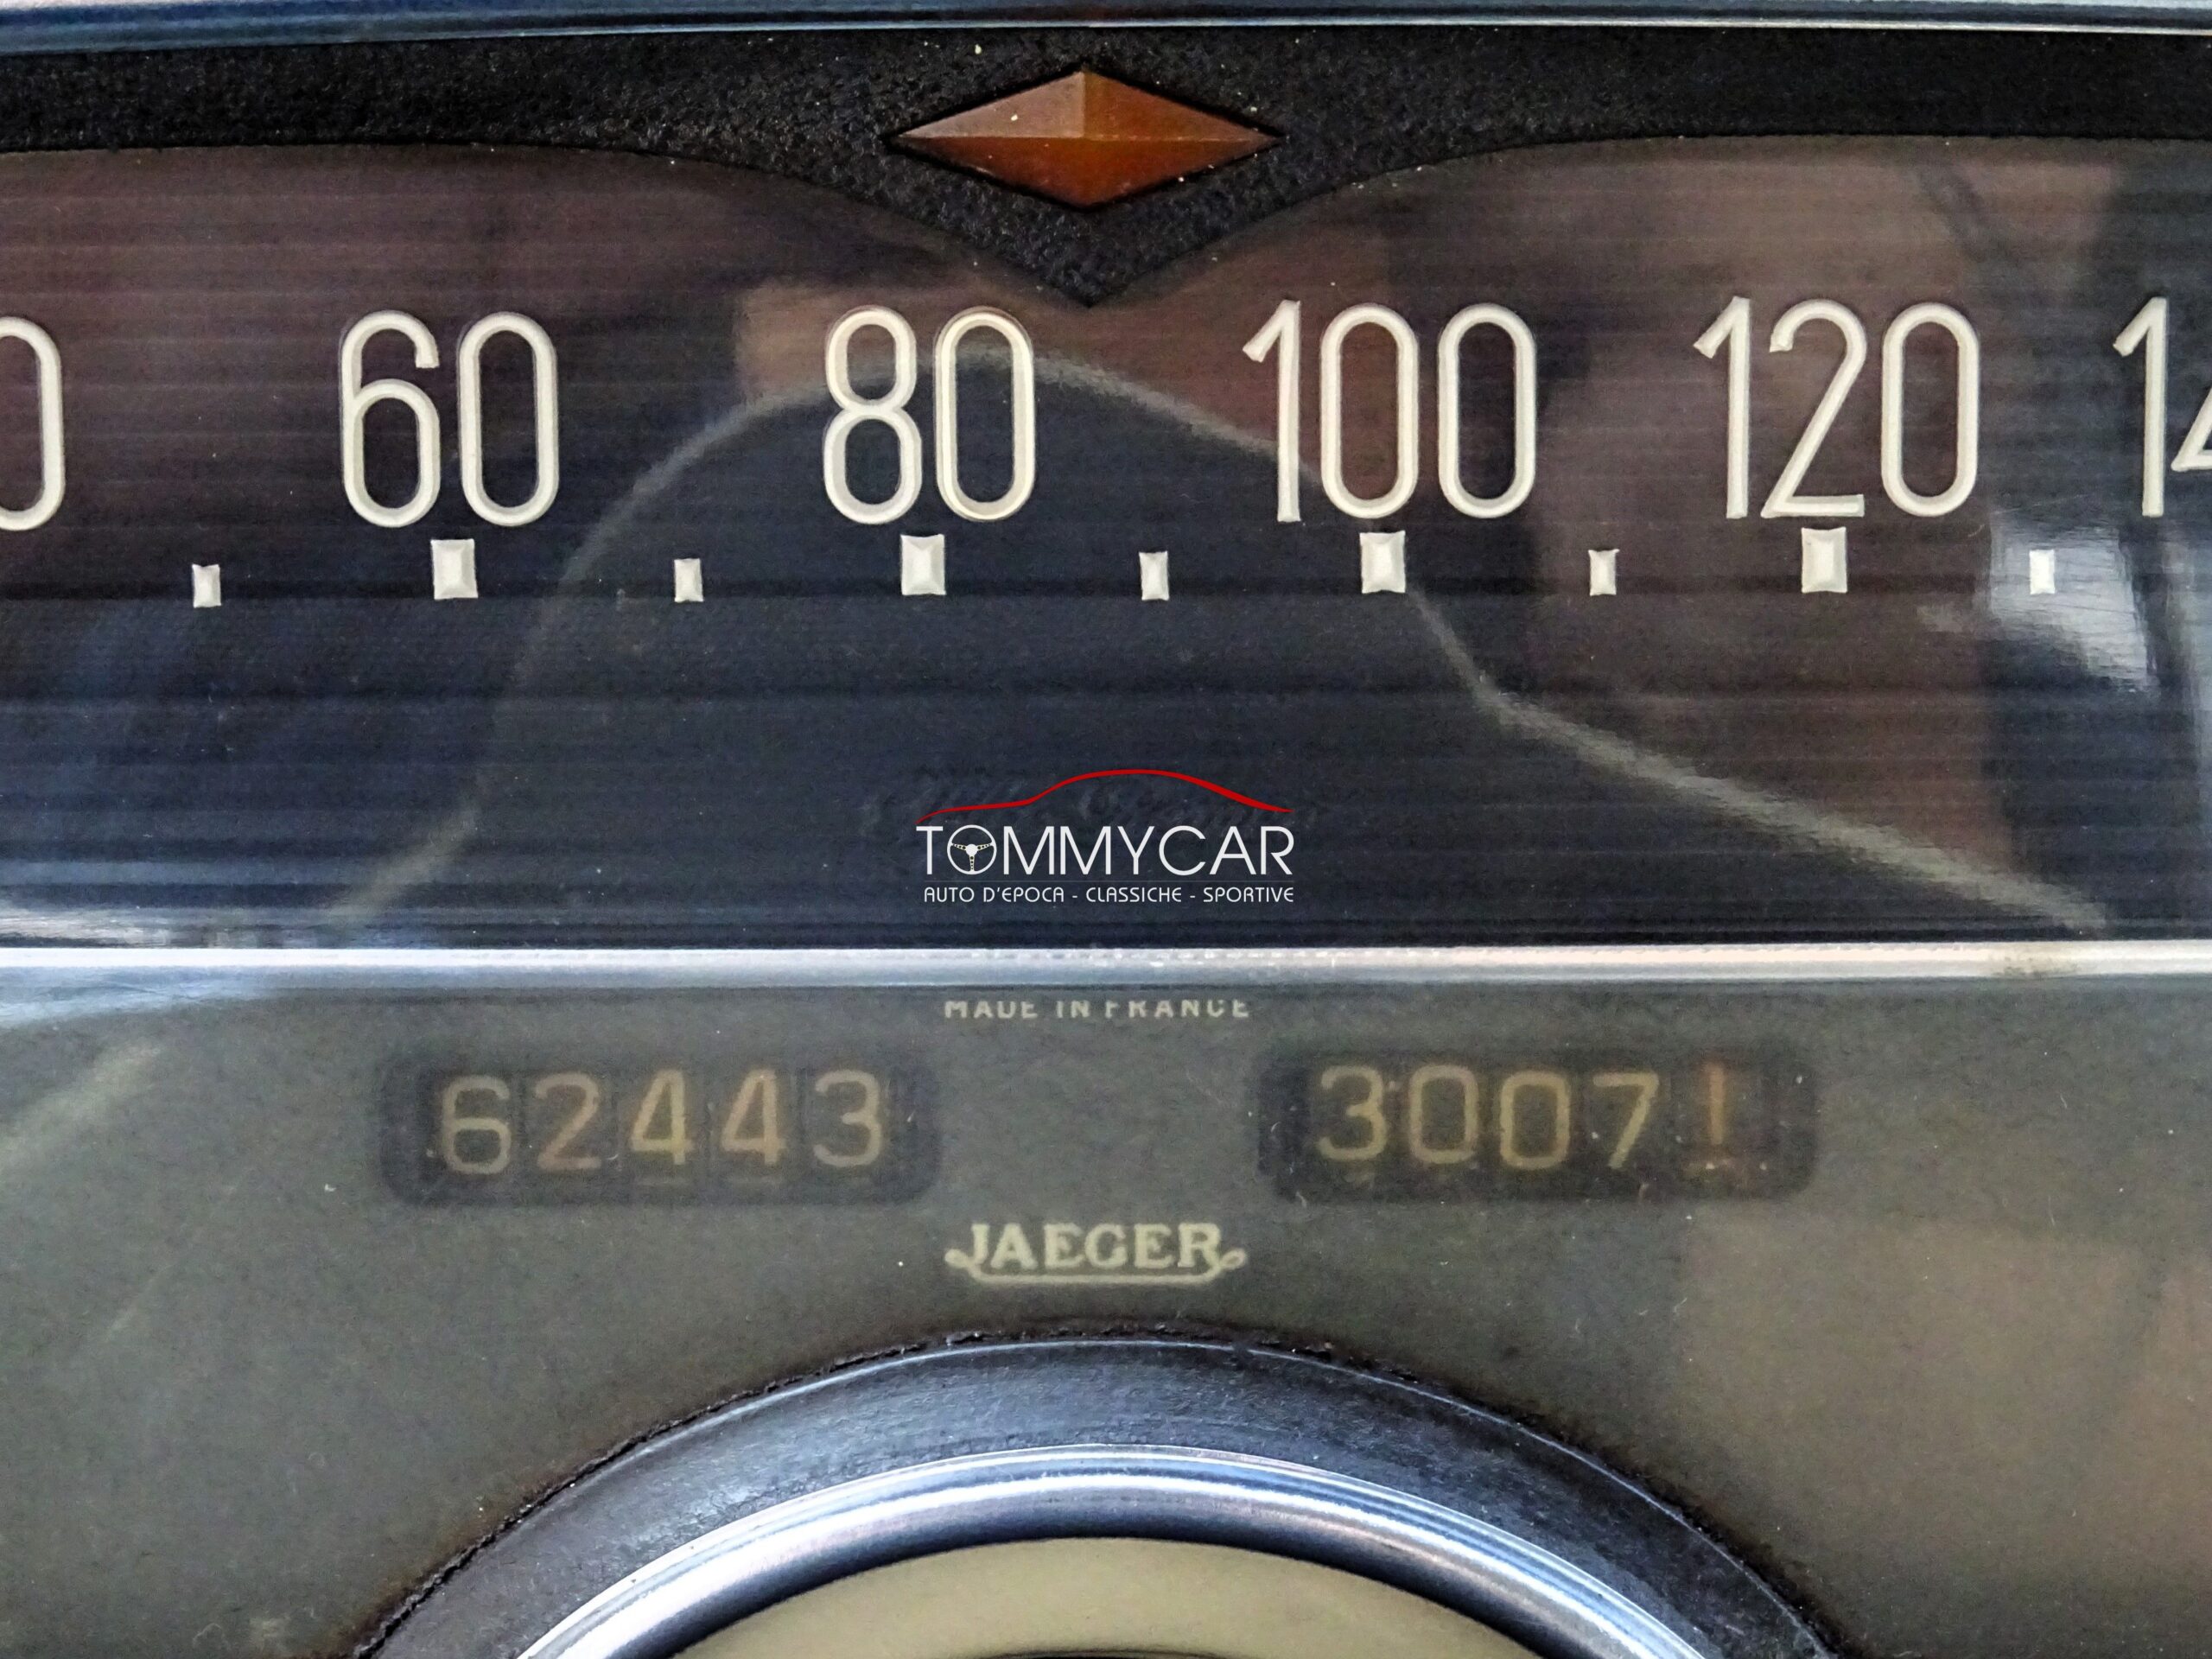 60 80 100 120
TOMMYCAR
AUTO D'EPOCA - CLASSICHE - SPORTIVE
MADE IN FRANCE
62443 30071
JAEGER